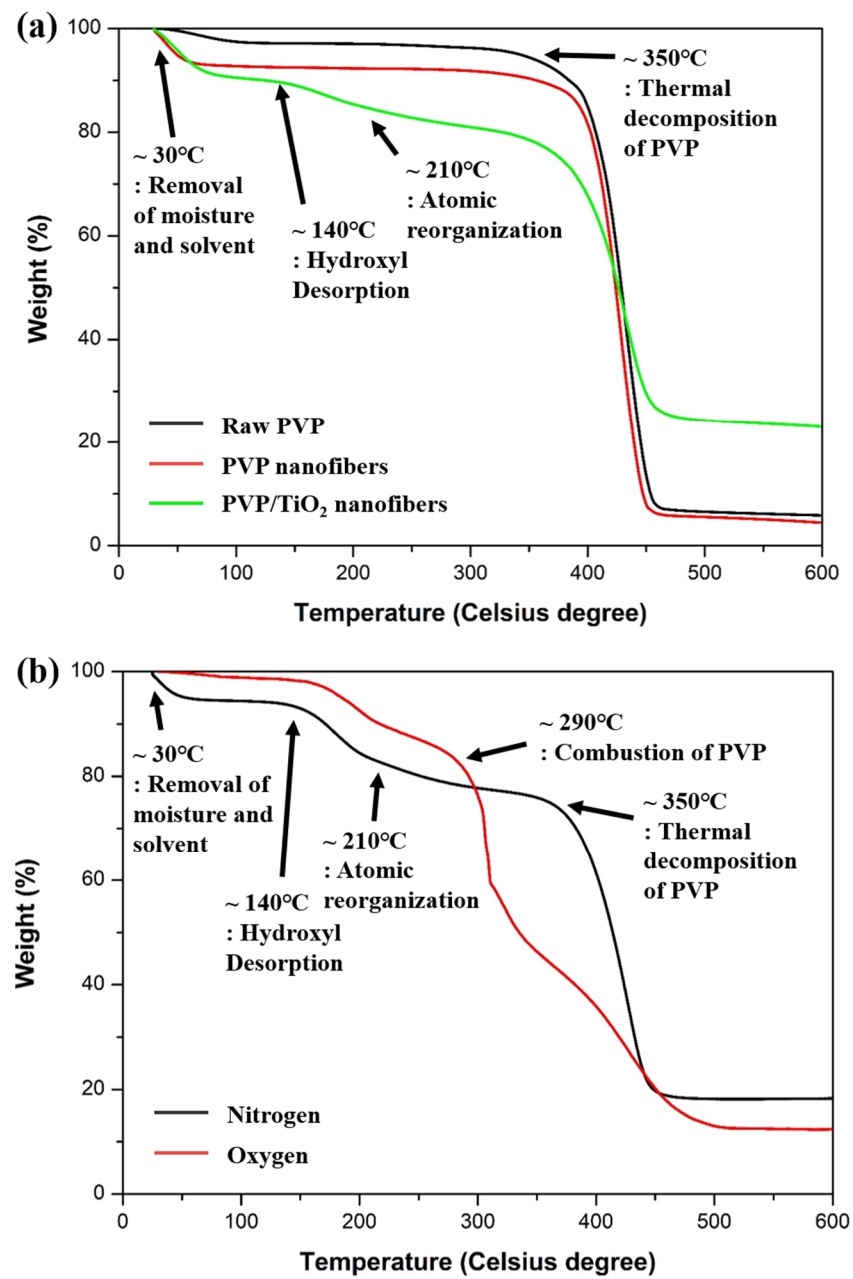 (a)
100
80
60
40
20
0
Weight (%)
~ 350℃
: Thermal
decomposition
of PVP
~ 30℃
: Removal
of moisture
and solvent
~ 210℃
: Atomic
reorganization
~ 140℃
: Hydroxyl
Desorption
Raw PVP
PVP nanofibers
PVP/TiO₂ nanofibers
0 100 200 300 400 500 600
Temperature (Celsius degree)
(b)
100
80
60
40
20
0
Weight (%)
~ 30℃
: Removal of
moisture and
solvent
~ 290℃
: Combustion of PVP
~ 350℃
: Thermal
decomposition
of PVP
~ 210℃
: Atomic
reorganization
~ 140℃
: Hydroxyl
Desorption
Nitrogen
Oxygen
0 100 200 300 400 500 600
Temperature (Celsius degree)